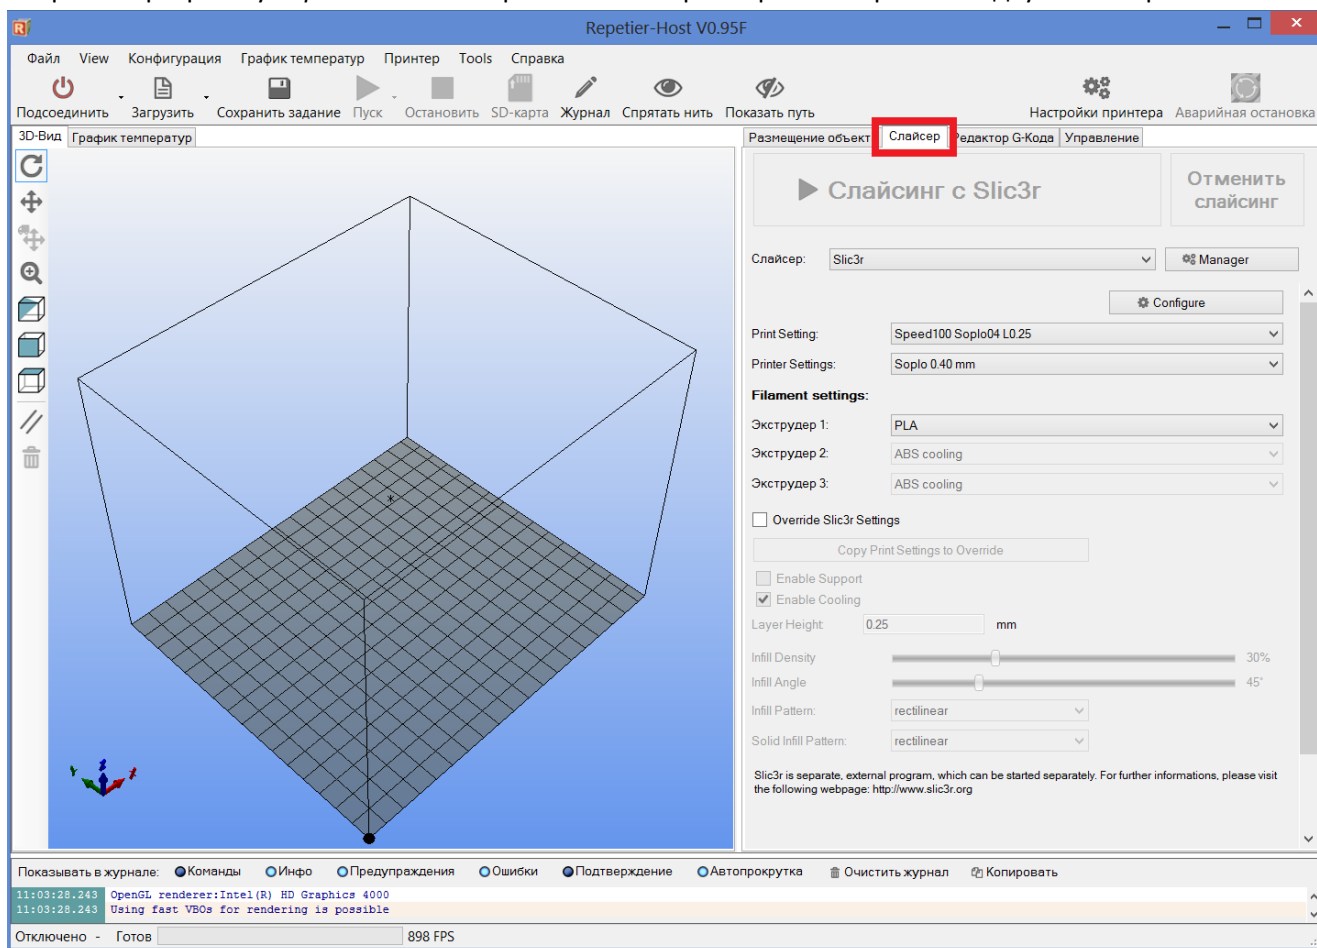 Repetier-Host V0.95F
Файл View Конфигурация График температур Принтер Tools Справка
Подсоединить Загрузить Сохранить задание Пуск Остановить SD-карта Журнал Спрятать нить Показать путь Настройки принтера Аварийная остановка
3D-Вид График температур
Размещение объект Слайсер Редактор G-Кода Управление
Слайсинг с Slic3r
Отменить
слайсинг
Слайсер: Slic3r Manager
Configure
Print Setting: Speed100 Soplo04 L0.25
Printer Settings: Soplo 0.40 mm
Filament settings:
Экструдер 1: PLA
Экструдер 2: ABS cooling
Экструдер 3: ABS cooling
Override Slic3r Settings
Copy Print Settings to Override
Enable Support
Enable Cooling
Layer Height: 0.25 mm
Infill Density 30%
Infill Angle 45°
Infill Pattern: rectilinear
Solid Infill Pattern: rectilinear
Slic3r is separate, external program, which can be started separately. For further informations, please visit
the following webpage: http://www.slic3r.org
Показывать в журнале: Команды Инфо Предупраждения Ошибки Подтверждение Автопрокрутка Очистить журнал Копировать
11:03:28.243 OpenGL renderer:Intel(R) HD Graphics 4000
11:03:28.243 Using fast VBOs for rendering is possible
Отключено - Готов 898 FPS